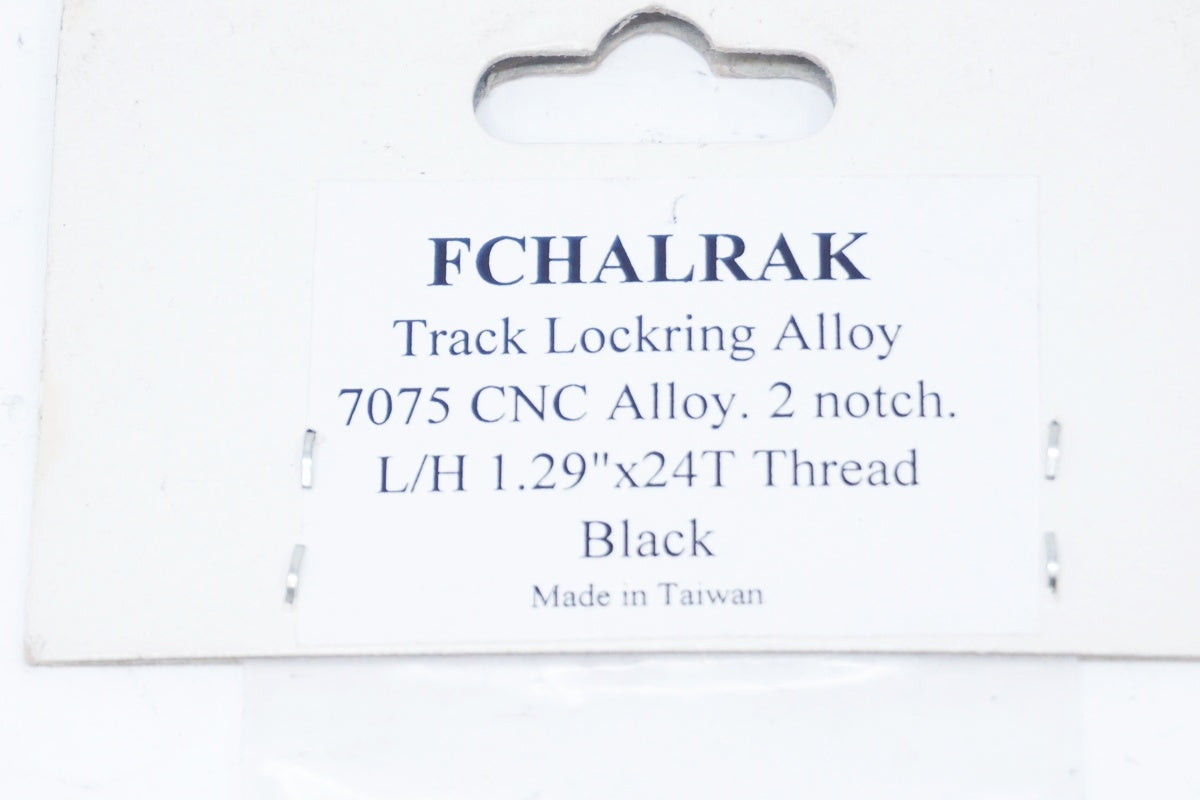 FCHALRAK
Track Lockring Alloy
7075 CNC Alloy. 2 notch.
L/H 1.29"x24T Thread
Black
Made in Taiwan